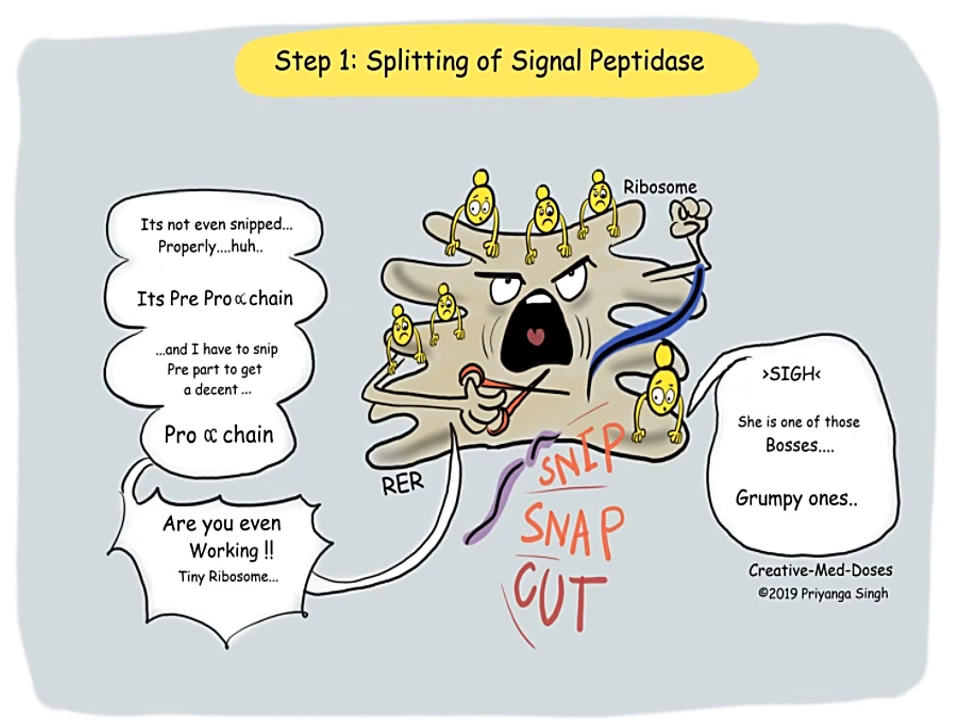 Step 1: Splitting of Signal Peptidase
Ribosome
Its not even snipped...
Properly....huh..
Its Pre Pro∝chain
...and I have to snip
Pre part to get
a decent ...
Pro ∝ chain
Are you even
Working !!
Tiny Ribosome...
RER
SNIP
SNAP
CUT
>SIGH<
She is one of those
Bosses....
Grumpy ones..
Creative-Med-Doses
©2019 Priyanga Singh